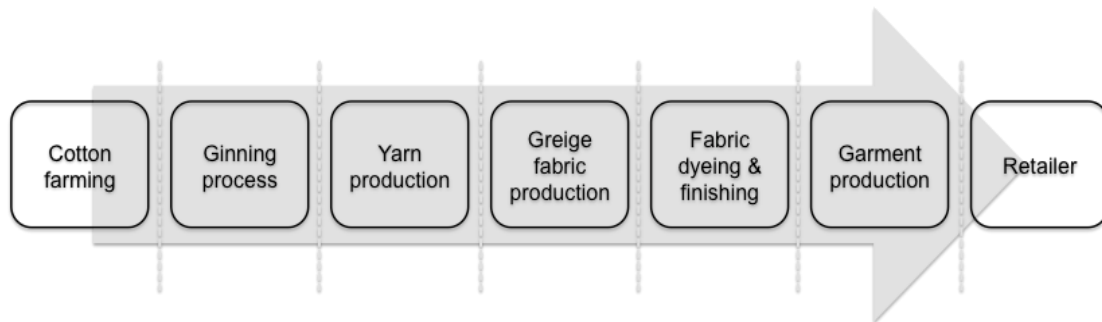 Cotton
farming
Ginning
process
Yarn
production
Greige
fabric
production
Fabric
dyeing &
finishing
Garment
production
Retailer